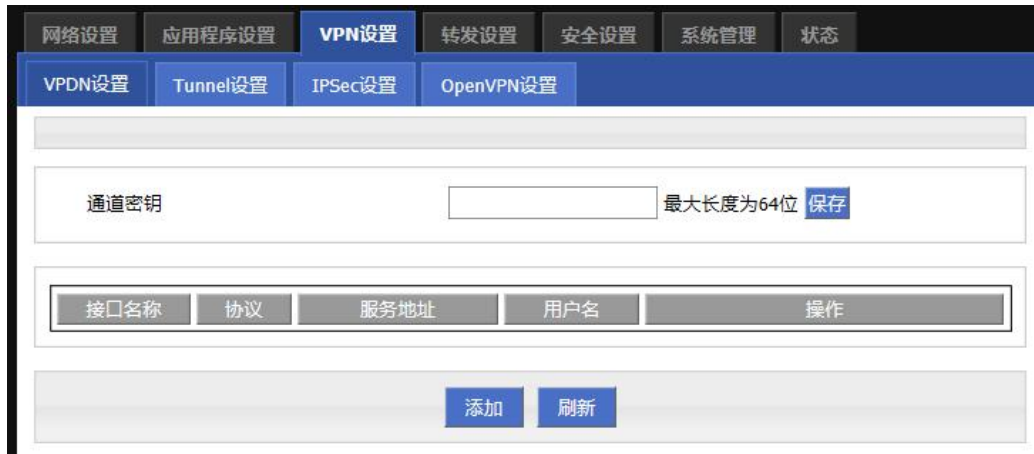 网络设置 应用程序设置 VPN设置 转发设置 安全设置 系统管理 状态
VPDN设置 Tunnel设置 IPSec设置 OpenVPN设置
通道密钥 最大长度为64位 保存
接口名称 协议 服务地址 用户名 操作
添加 刷新